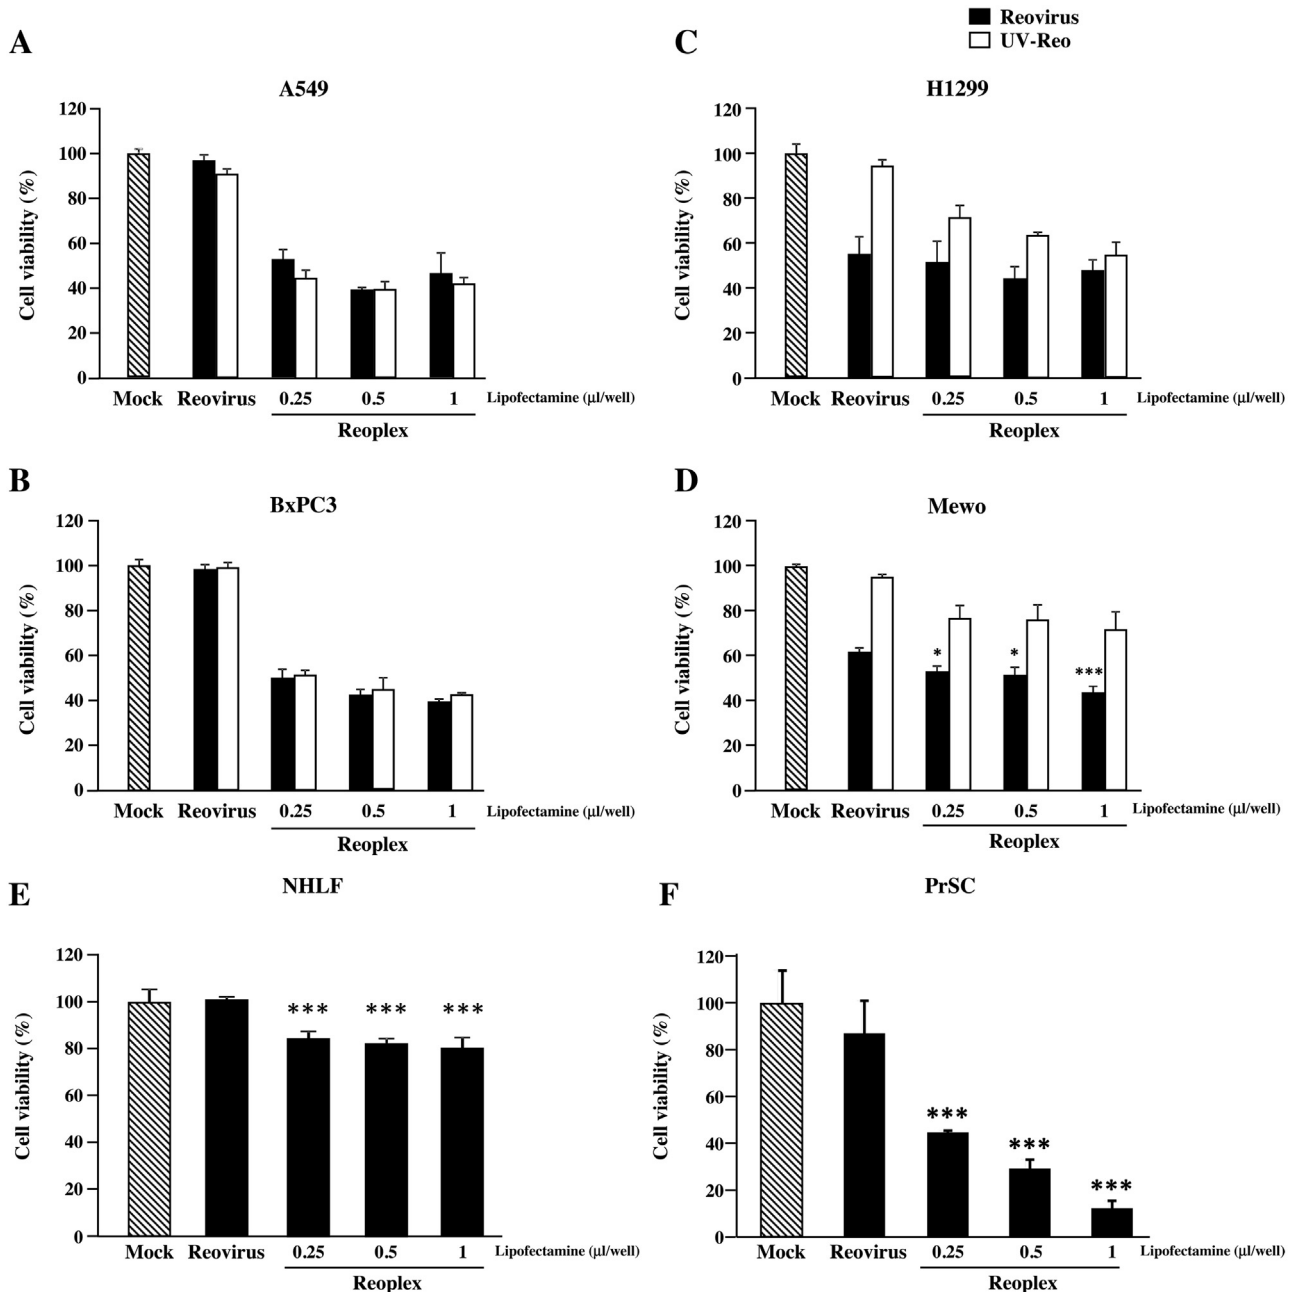 Reovirus
UV-Reo
A
A549
120
100
80
60
40
20
0
Cell viability (%)
Mock Reovirus 0.25 0.5 1 Lipofectamine (µl/well)
Reoplex
C
H1299
120
100
80
60
40
20
0
Cell viability (%)
Mock Reovirus 0.25 0.5 1 Lipofectamine (µl/well)
Reoplex
B
BxPC3
120
100
80
60
40
20
0
Cell viability (%)
Mock Reovirus 0.25 0.5 1 Lipofectamine (µl/well)
Reoplex
D
Mewo
120
100
80
60
40
20
0
Cell viability (%)
* * ***
Mock Reovirus 0.25 0.5 1 Lipofectamine (µl/well)
Reoplex
E
NHLF
120
100
80
60
40
20
0
Cell viability (%)
*** *** ***
Mock Reovirus 0.25 0.5 1 Lipofectamine (µl/well)
Reoplex
F
PrSC
120
100
80
60
40
20
0
Cell viability (%)
***
***
***
Mock Reovirus 0.25 0.5 1 Lipofectamine (µl/well)
Reoplex